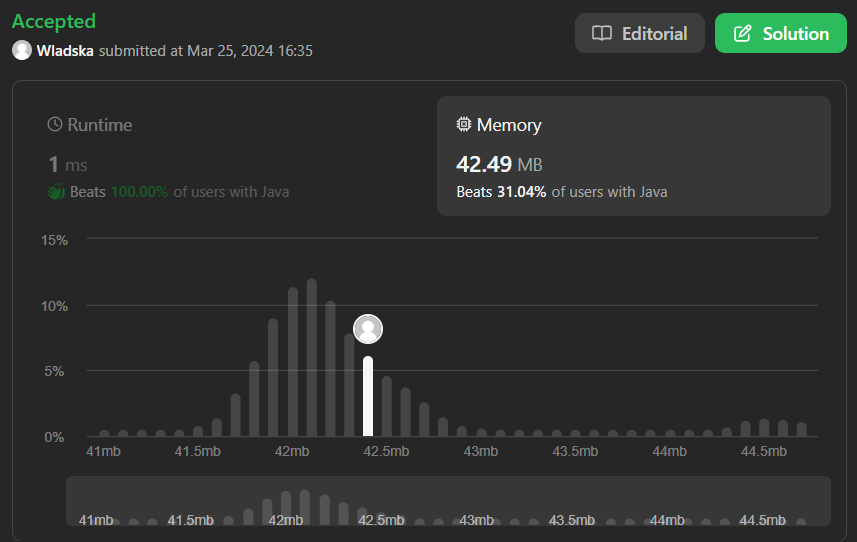 Accepted
Wladska submitted at Mar 25, 2024 16:35
Editorial
Solution
Runtime
1 ms
Beats 100.00% of users with Java
Memory
42.49 MB
Beats 31.04% of users with Java
15%
10%
5%
0%
41mb 41.5mb 42mb 42.5mb 43mb 43.5mb 44mb 44.5mb
41mb 41.5mb 42mb 42.5mb 43mb 43.5mb 44mb 44.5mb